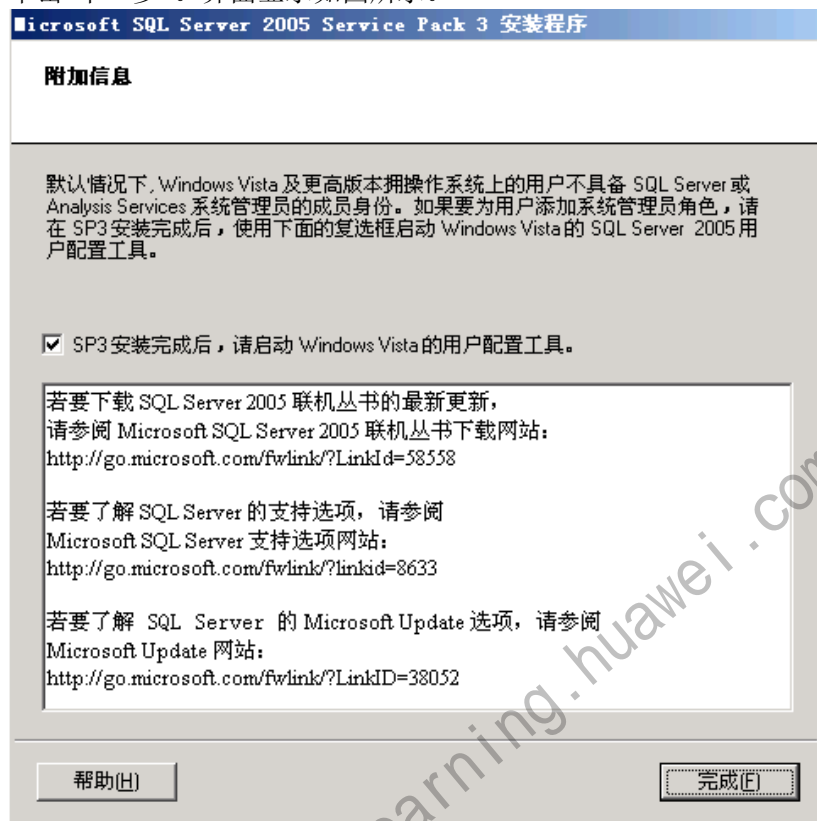 Microsoft SQL Server 2005 Service Pack 3 安装程序
附加信息
默认情况下, Windows Vista 及更高版本拥操作系统上的用户不具备 SQL Server 或
Analysis Services 系统管理员的成员身份。如果要为用户添加系统管理员角色，请
在 SP3 安装完成后，使用下面的复选框启动 Windows Vista 的 SQL Server 2005 用
户配置工具。
SP3 安装完成后，请启动 Windows Vista 的用户配置工具。
若要下载 SQL Server 2005 联机丛书的最新更新，
请参阅 Microsoft SQL Server 2005 联机丛书下载网站：
http://go.microsoft.com/fwlink/?LinkId=58558
若要了解 SQL Server 的支持选项，请参阅
Microsoft SQL Server 支持选项网站：
http://go.microsoft.com/fwlink/?linkid=8633
若要了解 SQL Server 的 Microsoft Update 选项，请参阅
Microsoft Update 网站：
http://go.microsoft.com/fwlink/?LinkID=38052
帮助(H)
完成(F)
arning.huawei.com